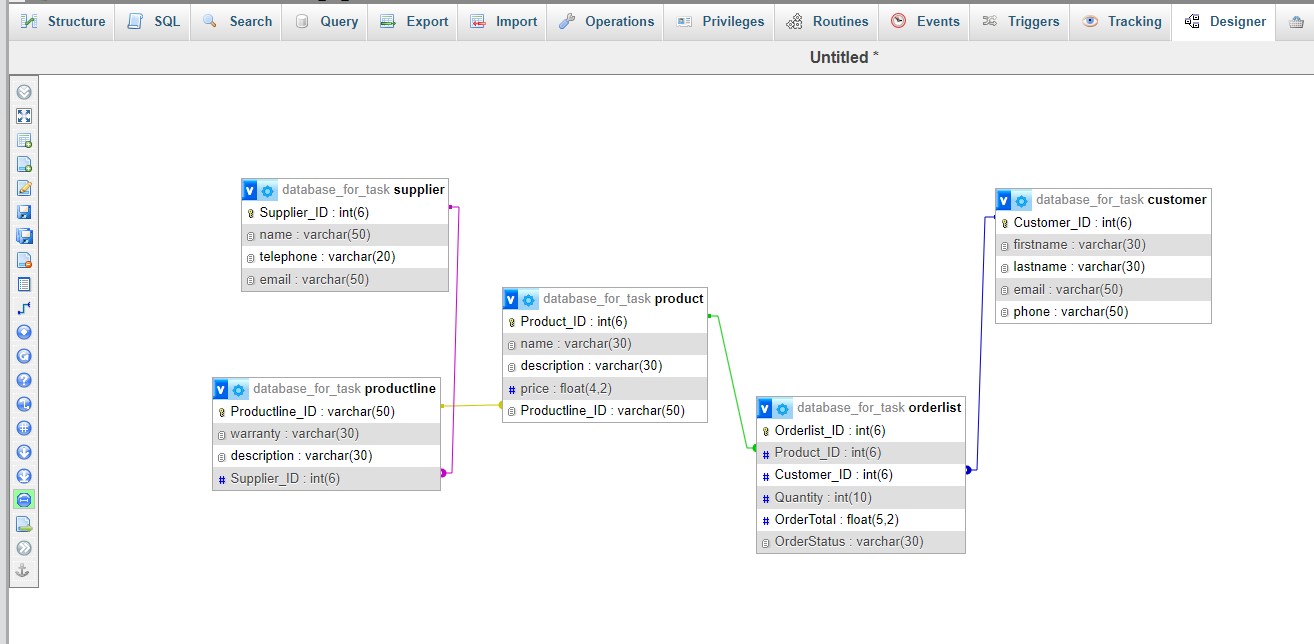 Structure SQL Search Query Export Import Operations Privileges Routines Events Triggers Tracking Designer
Untitled *
database_for_task supplier
Supplier_ID : int(6)
name : varchar(50)
telephone : varchar(20)
email : varchar(50)
database_for_task customer
Customer_ID : int(6)
firstname : varchar(30)
lastname : varchar(30)
email : varchar(50)
phone : varchar(50)
database_for_task product
Product_ID : int(6)
name : varchar(30)
description : varchar(30)
# price : float(4,2)
Productline_ID : varchar(50)
database_for_task productline
Productline_ID : varchar(50)
warranty : varchar(30)
description : varchar(30)
# Supplier_ID : int(6)
database_for_task orderlist
Orderlist_ID : int(6)
# Product_ID : int(6)
# Customer_ID : int(6)
# Quantity : int(10)
# OrderTotal : float(5,2)
OrderStatus : varchar(30)